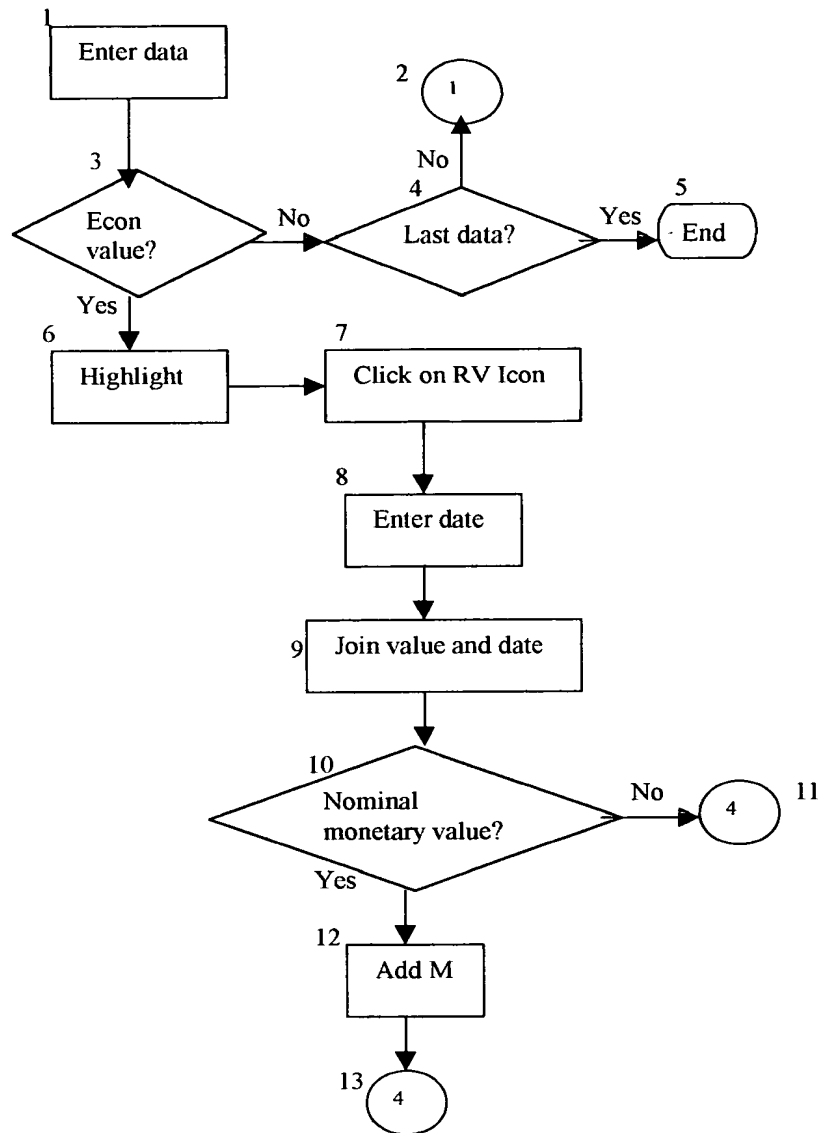 1
Enter data
2
1
3
No
4
5
Econ
value?
No
Last data?
Yes
End
Yes
6
7
Highlight
Click on RV Icon
8
Enter date
9
Join value and date
10
Nominal
monetary value?
No
4
11
Yes
12
Add M
13
4